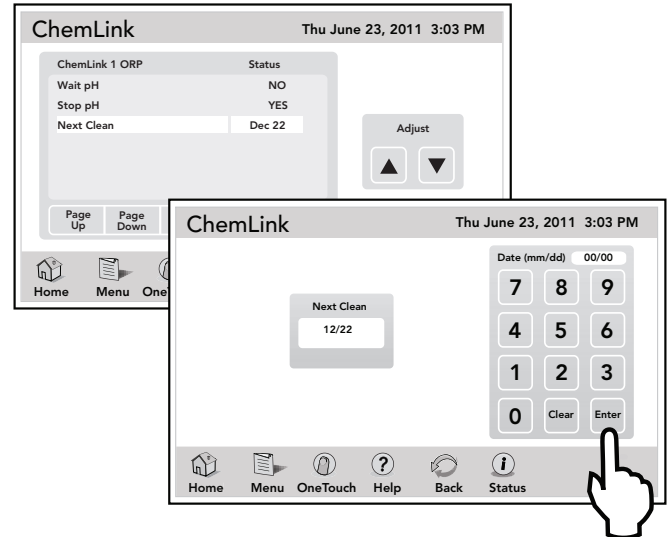 ChemLink Thu June 23, 2011 3:03 PM
ChemLink 1 ORP Status
Wait pH NO
Stop pH YES
Next Clean Dec 22
Adjust
Page Up Page Down
Home Menu
ChemLink Thu June 23, 2011 3:03 PM
Date (mm/dd) 00/00
Next Clean
12/22
7 8 9
4 5 6
1 2 3
0 Clear Enter
Home Menu OneTouch Help Back Status